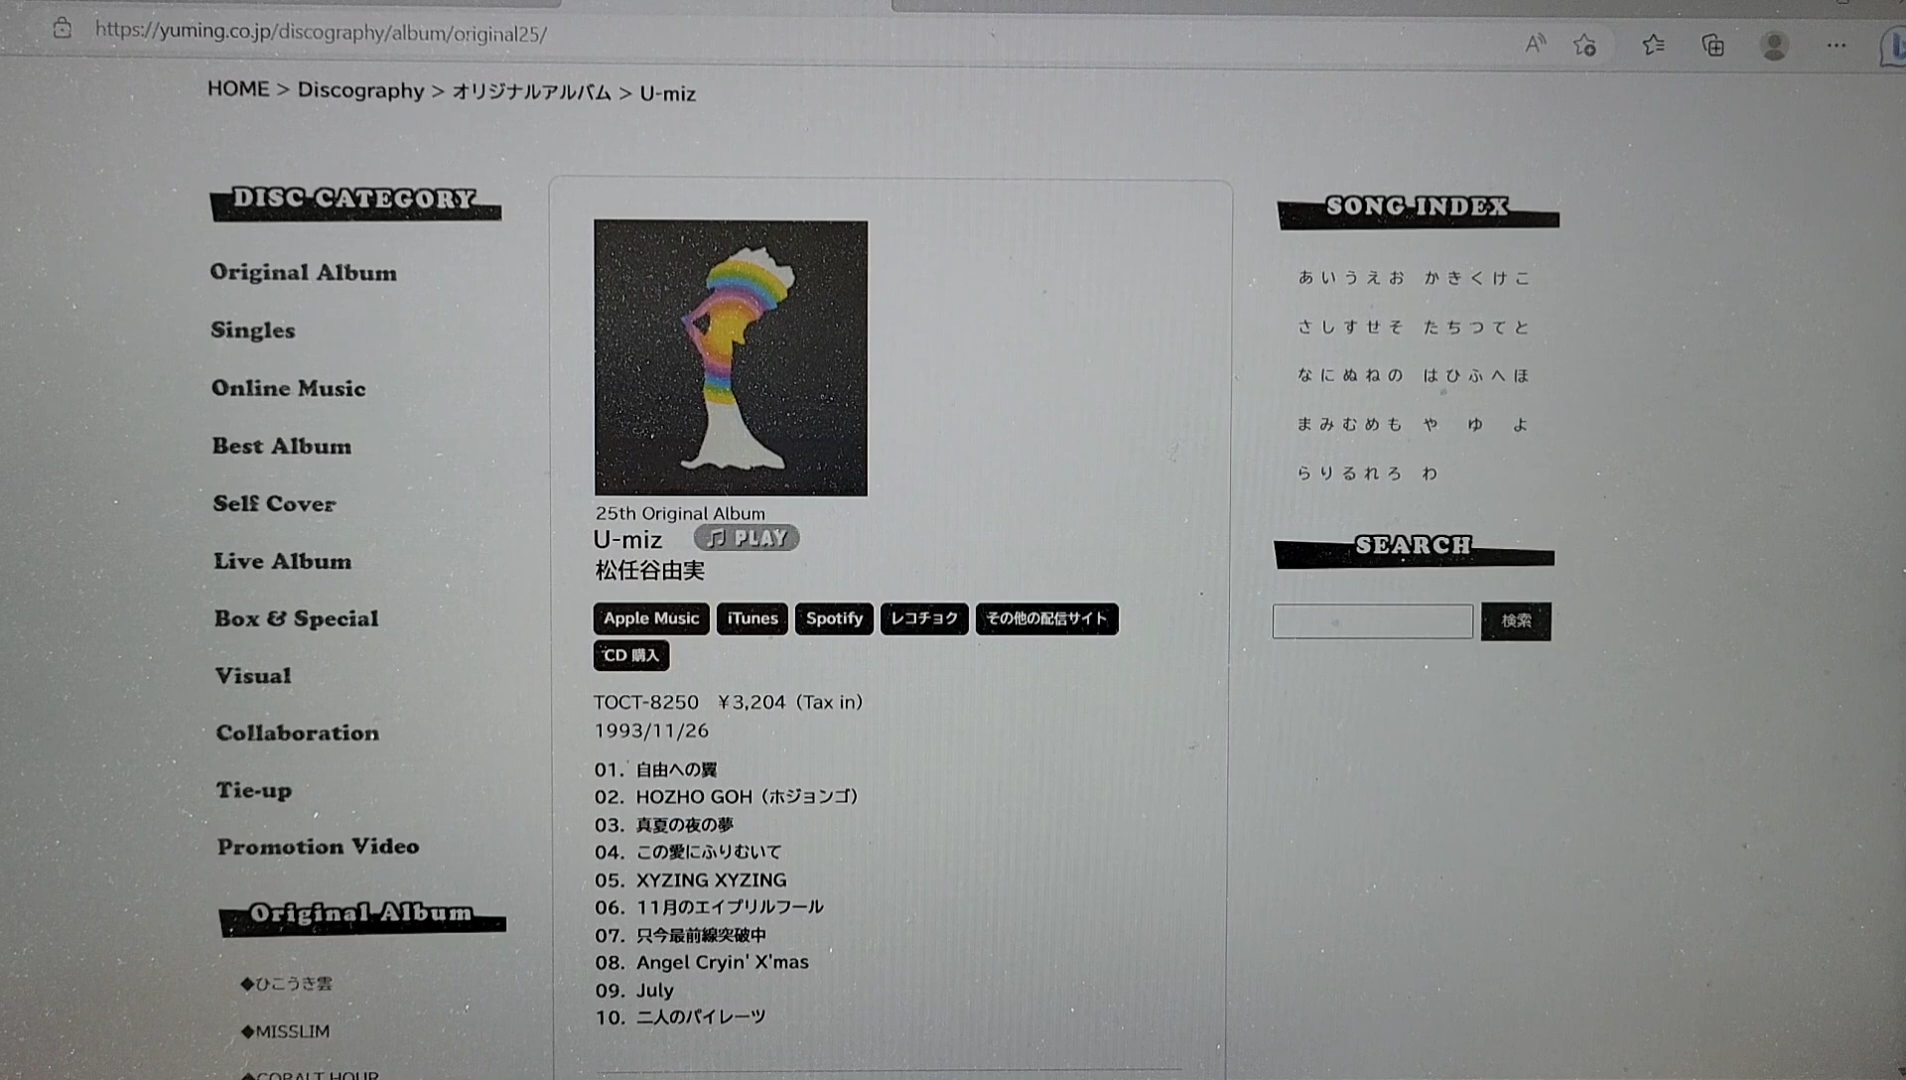 https://yuming.co.jp/discography/album/original25/
HOME > Discography > オリジナルアルバム > U-miz
DISC CATEGORY
Original Album
Singles
Online Music
Best Album
Self Cover
Live Album
Box & Special
Visual
Collaboration
Tie-up
Promotion Video
Original Album
◆ひこうき雲
◆MISSLIM
◆COBALT HOUR
25th Original Album
U-miz PLAY
松任谷由実
Apple Music iTunes Spotify レコチョク その他の配信サイト
CD 購入
TOCT-8250 ¥3,204（Tax in）
1993/11/26
01. 自由への翼
02. HOZHO GOH（ホジョンゴ）
03. 真夏の夜の夢
04. この愛にふりむいて
05. XYZING XYZING
06. 11月のエイプリルフール
07. 只今最前線突破中
08. Angel Cryin' X'mas
09. July
10. 二人のパイレーツ
SONG INDEX
あ い う え お か き く け こ
さ し す せ そ た ち つ て と
な に ぬ ね の は ひ ふ へ ほ
ま み む め も や ゆ よ
ら り る れ ろ わ
SEARCH
検索